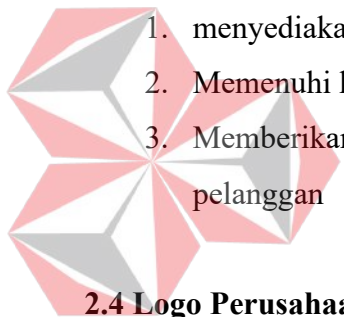 1. menyediaka
2. Memenuhi
3. Memberikan
pelanggan
2.4 Logo Perusahaa